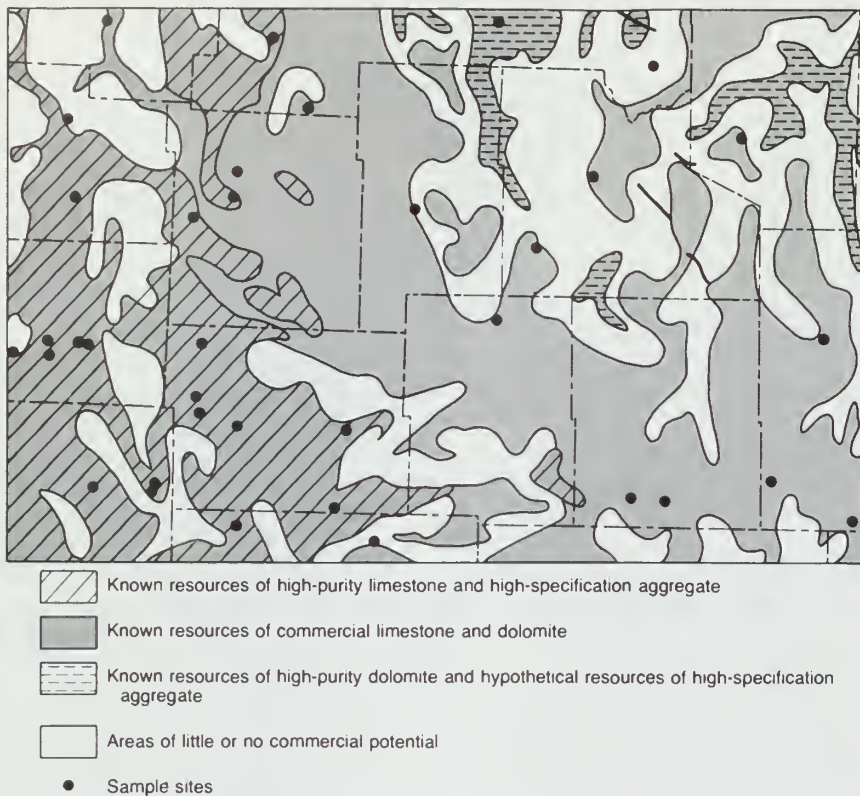 Known resources of high-purity limestone and high-specification aggregate
Known resources of commercial limestone and dolomite
Known resources of high-purity dolomite and hypothetical resources of high-specification
aggregate
Areas of little or no commercial potential
Sample sites